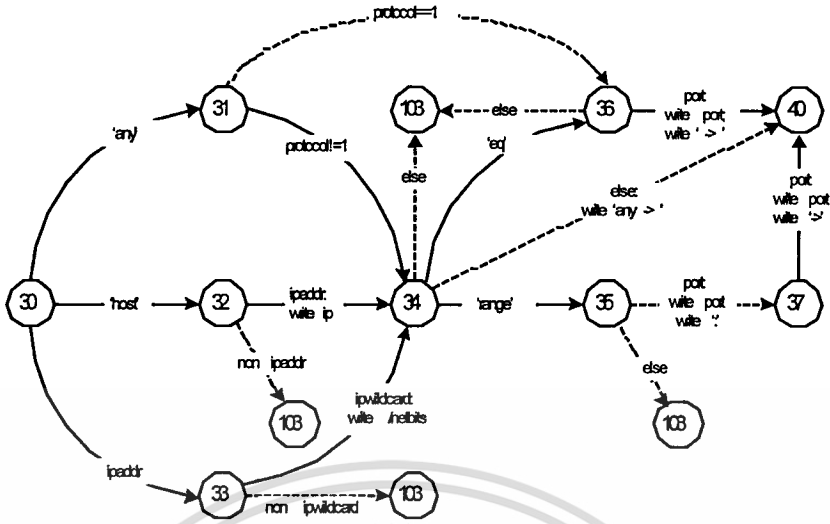 protocol==1
31
103
else
36
port:
write port;
write ' -> '
40
'any'
protocol!=1
'eq'
else
else:
write 'any -> '
port
write port
30
'host'
32
ipaddr:
write ip
34
'range'
35
port:
write port
write ':'
37
non ipaddr
103
ipwildcard:
write /netbits
else
103
ipaddr
33
non ipwildcard
103